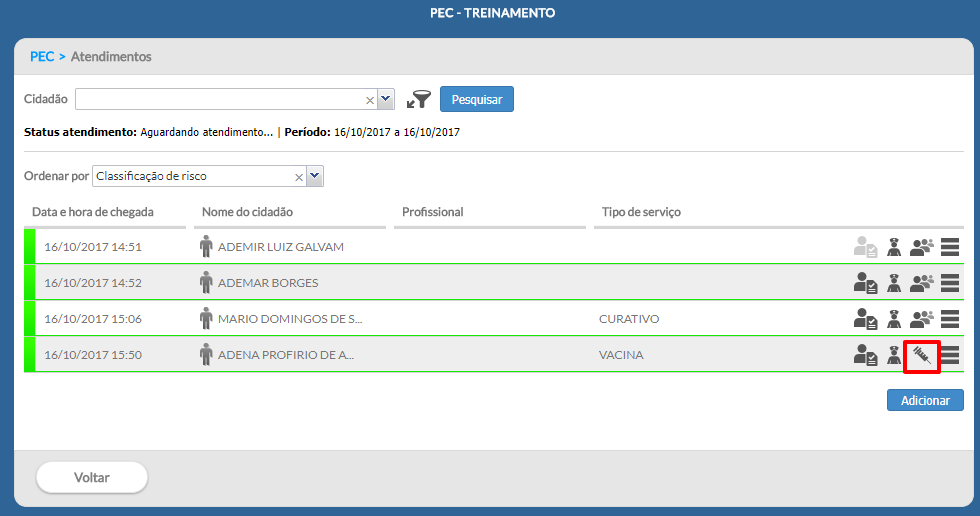 PEC - TREINAMENTO
PEC > Atendimentos
Cidadão Pesquisar
Status atendimento: Aguardando atendimento... | Período: 16/10/2017 a 16/10/2017
Ordenar por Classificação de risco
Data e hora de chegada Nome do cidadão Profissional Tipo de serviço
16/10/2017 14:51 ADEMIR LUIZ GALVAM
16/10/2017 14:52 ADEMAR BORGES
16/10/2017 15:06 MARIO DOMINGOS DE S... CURATIVO
16/10/2017 15:50 ADENA PROFIRIO DE A... VACINA
Adicionar
Voltar